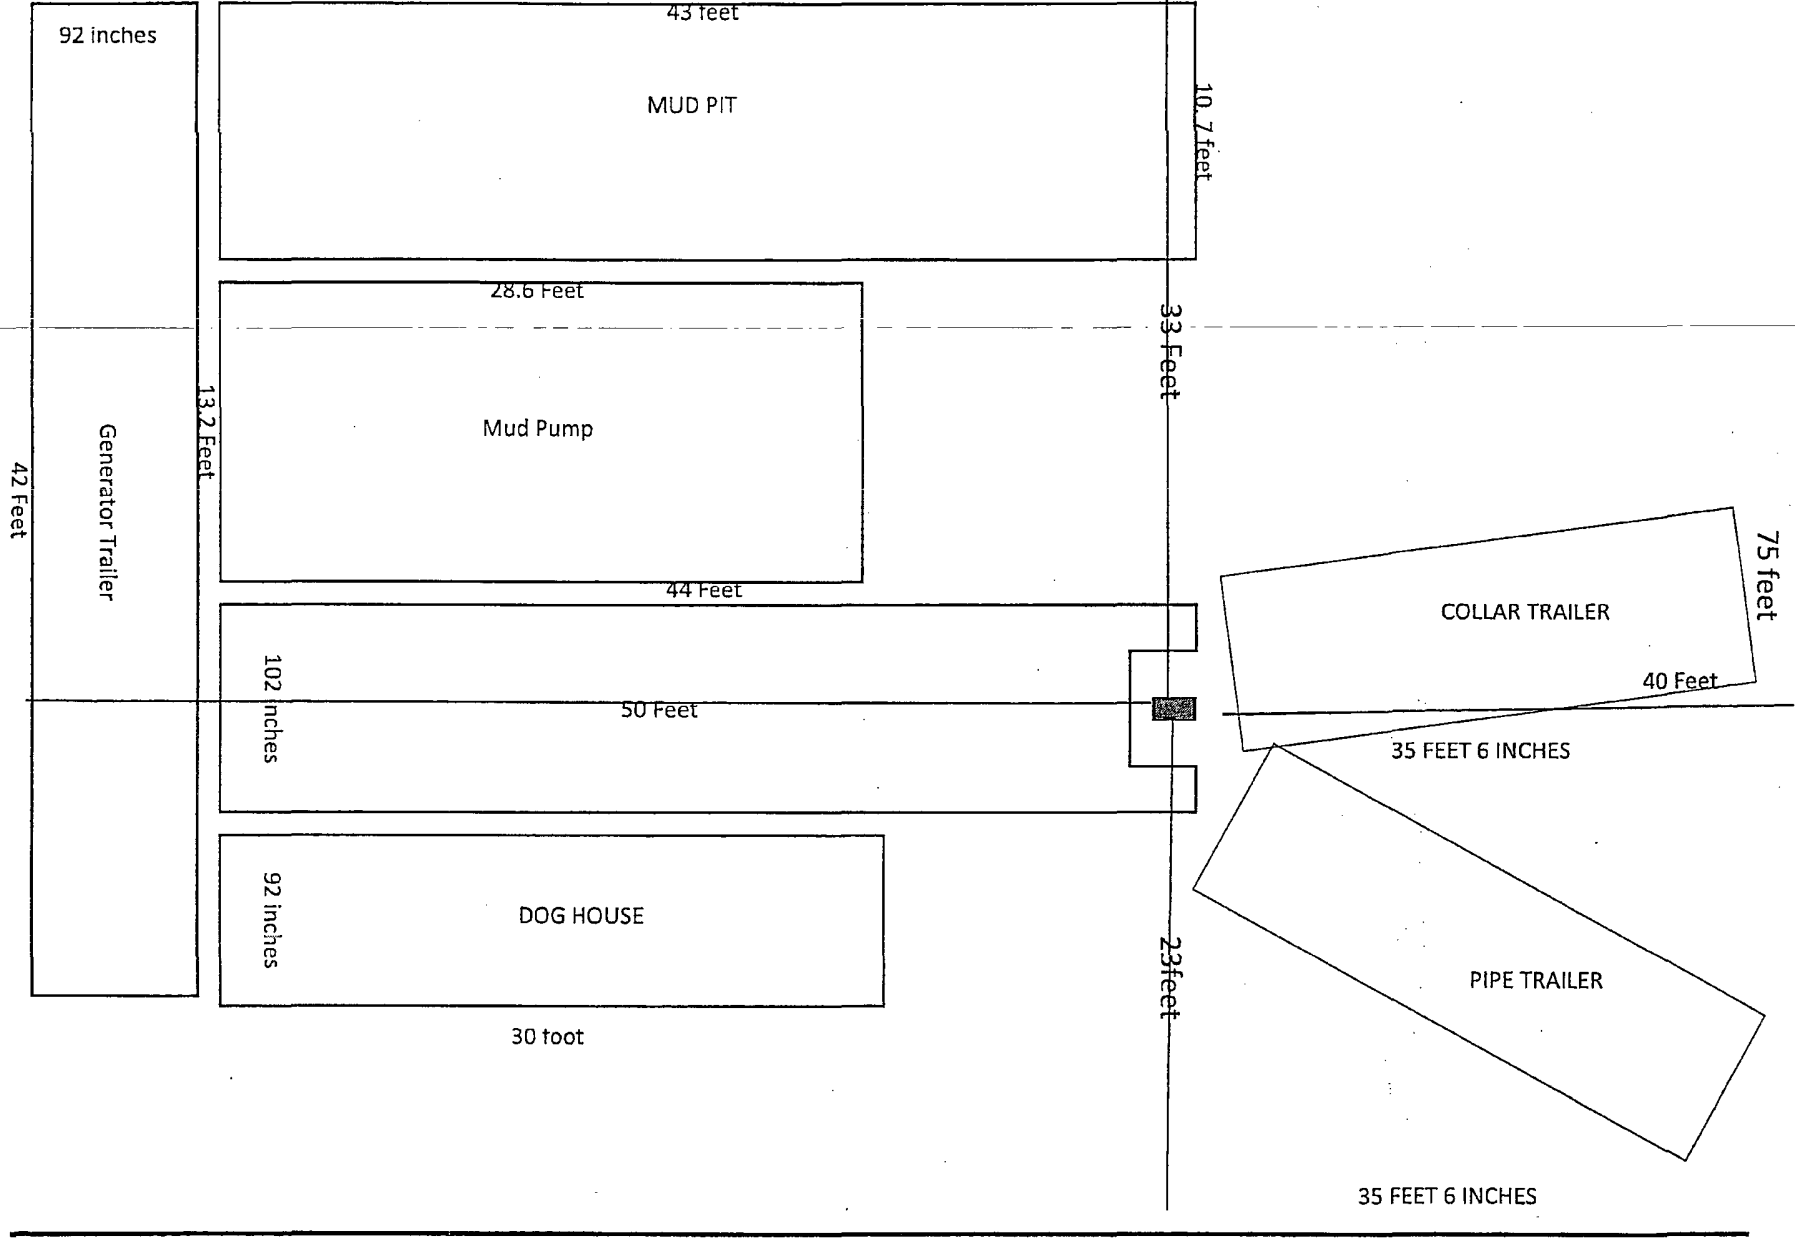 43 feet
92 inches
MUD PIT
10.7 feet
28.6 Feet
33 Feet
13.2 Feet
Mud Pump
Generator Trailer
42 Feet
75 feet
44 Feet
COLLAR TRAILER
102 inches
40 Feet
50 Feet
35 FEET 6 INCHES
92 inches
DOG HOUSE
23feet
PIPE TRAILER
30 foot
35 FEET 6 INCHES